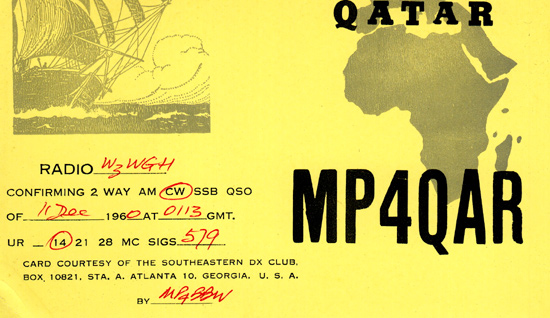 QATAR
MP4QAR
RADIO W3WGH
CONFIRMING 2 WAY AM CW SSB QSO
OF 11 Dec 1960 AT 0113 GMT.
UR 14 21 28 MC SIGS 579
CARD COURTESY OF THE SOUTHEASTERN DX CLUB,
BOX 10821, STA. A. ATLANTA 10, GEORGIA, U. S. A.
BY MP4BBW